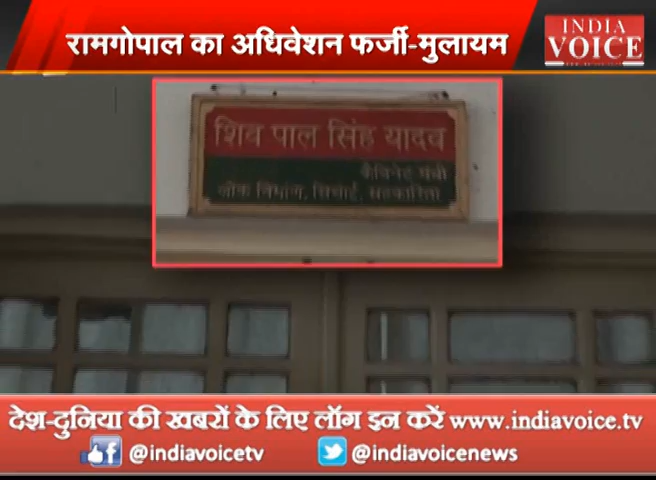 रामगोपाल का अधिवेशन फर्जी-मुलायम
INDIA
VOICE
शिव पाल सिंह यादव
कैबिनेट मंत्री
लोक निर्माण, सिंचाई, सहकारिता
देश-दुनिया की खबरों के लिए लॉग इन करें www.indiavoice.tv
@indiavoicetv @indiavoicenews